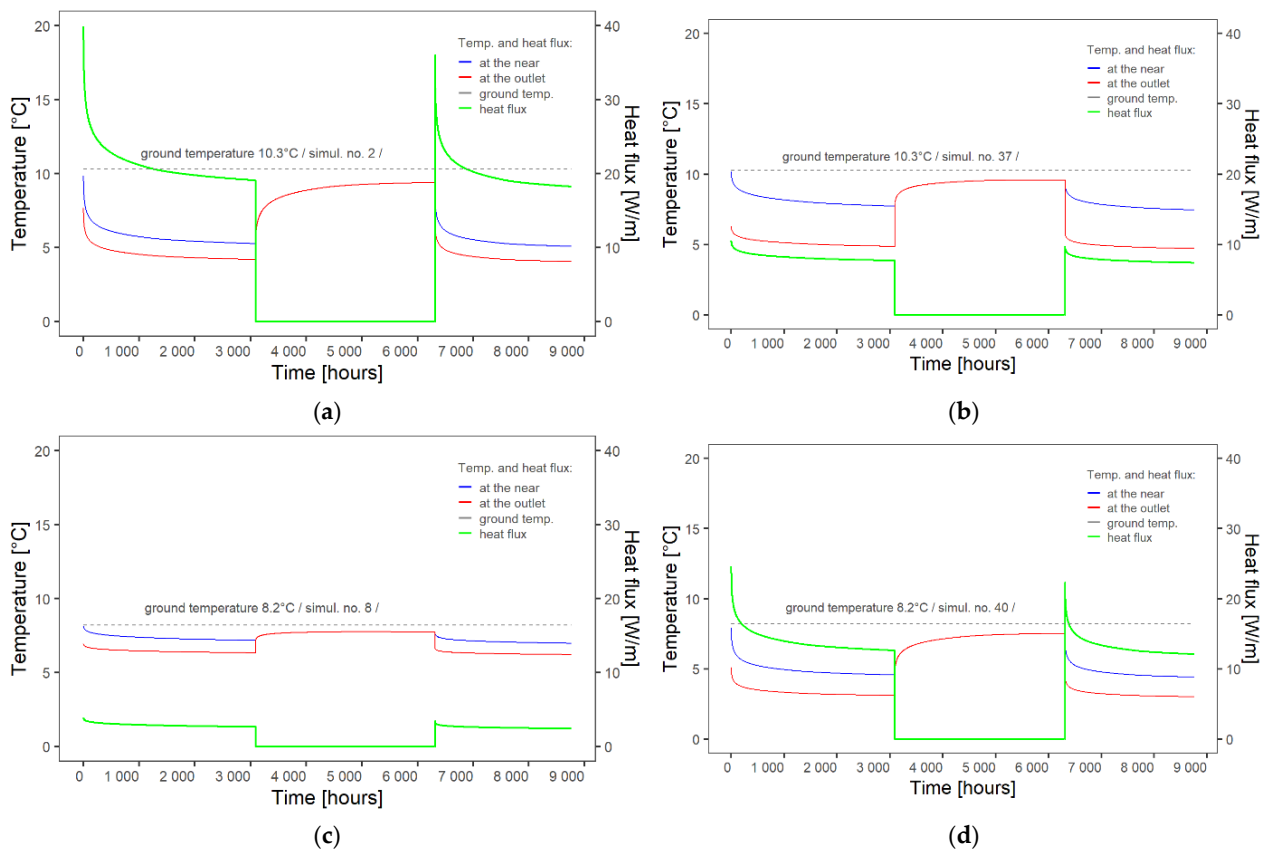 20
15
10
5
0
Temperature [°C]
40
30
20
10
0
Heat flux [W/m]
Temp. and heat flux:
at the near
at the outlet
ground temp.
heat flux
ground temperature 10.3°C / simul. no. 2 /
0 1 000 2 000 3 000 4 000 5 000 6 000 7 000 8 000 9 000
Time [hours]
(a)
20
15
10
5
0
Temperature [°C]
40
30
20
10
0
Heat flux [W/m]
Temp. and heat flux:
at the near
at the outlet
ground temp.
heat flux
ground temperature 10.3°C / simul. no. 37 /
0 1 000 2 000 3 000 4 000 5 000 6 000 7 000 8 000 9 000
Time [hours]
(b)
20
15
10
5
0
Temperature [°C]
40
30
20
10
0
Heat flux [W/m]
Temp. and heat flux:
at the near
at the outlet
ground temp.
heat flux
ground temperature 8.2°C / simul. no. 8 /
0 1 000 2 000 3 000 4 000 5 000 6 000 7 000 8 000 9 000
Time [hours]
(c)
20
15
10
5
0
Temperature [°C]
40
30
20
10
0
Heat flux [W/m]
Temp. and heat flux:
at the near
at the outlet
ground temp.
heat flux
ground temperature 8.2°C / simul. no. 40 /
0 1 000 2 000 3 000 4 000 5 000 6 000 7 000 8 000 9 000
Time [hours]
(d)